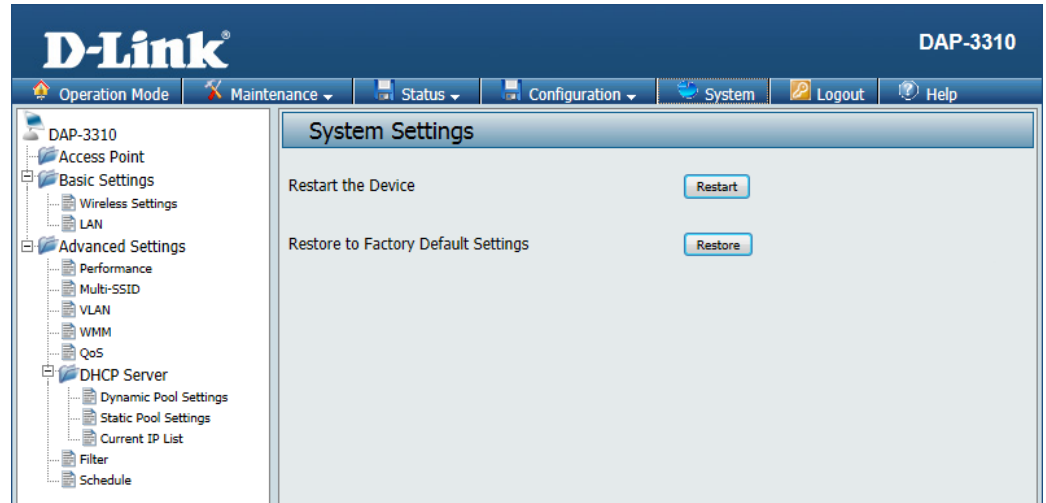 D-Link®
DAP-3310
Operation Mode Maintenance Status Configuration System Logout Help
DAP-3310
Access Point
Basic Settings
Wireless Settings
LAN
Advanced Settings
Performance
Multi-SSID
VLAN
WMM
QoS
DHCP Server
Dynamic Pool Settings
Static Pool Settings
Current IP List
Filter
Schedule
System Settings
Restart the Device Restart
Restore to Factory Default Settings Restore